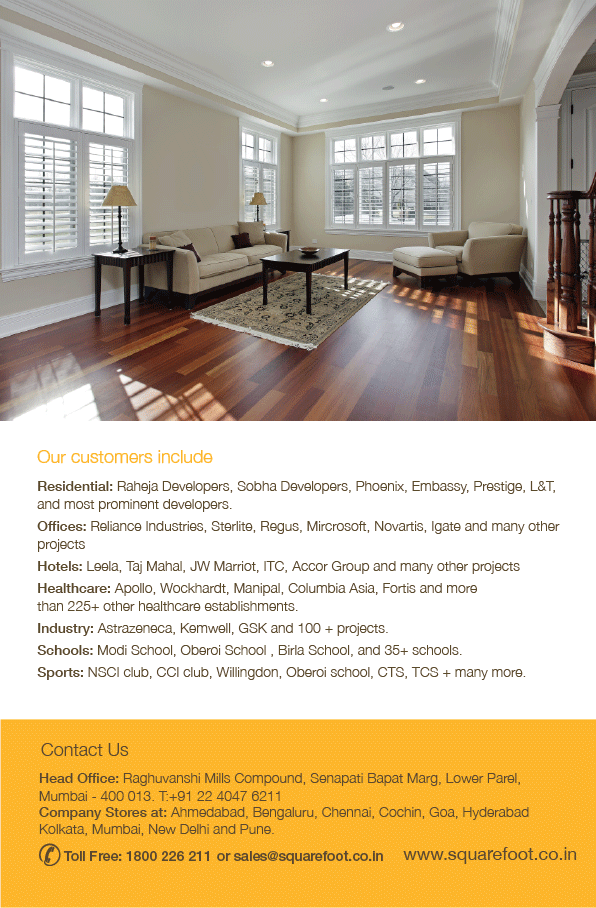 Our customers include
Residential: Raheja Developers, Sobha Developers, Phoenix, Embassy, Prestige, L&T,
and most prominent developers.
Offices: Reliance Industries, Sterlite, Regus, Mircrosoft, Novartis, Igate and many other
projects
Hotels: Leela, Taj Mahal, JW Marriot, ITC, Accor Group and many other projects
Healthcare: Apollo, Wockhardt, Manipal, Columbia Asia, Fortis and more
than 225+ other healthcare establishments.
Industry: Astrazeneca, Kemwell, GSK and 100 + projects.
Schools: Modi School, Oberoi School , Birla School, and 35+ schools.
Sports: NSCI club, CCI club, Willingdon, Oberoi school, CTS, TCS + many more.
Contact Us
Head Office: Raghuvanshi Mills Compound, Senapati Bapat Marg, Lower Parel,
Mumbai - 400 013. T:+91 22 4047 6211
Company Stores at: Ahmedabad, Bengaluru, Chennai, Cochin, Goa, Hyderabad
Kolkata, Mumbai, New Delhi and Pune.
Toll Free: 1800 226 211 or sales@squarefoot.co.in www.squarefoot.co.in